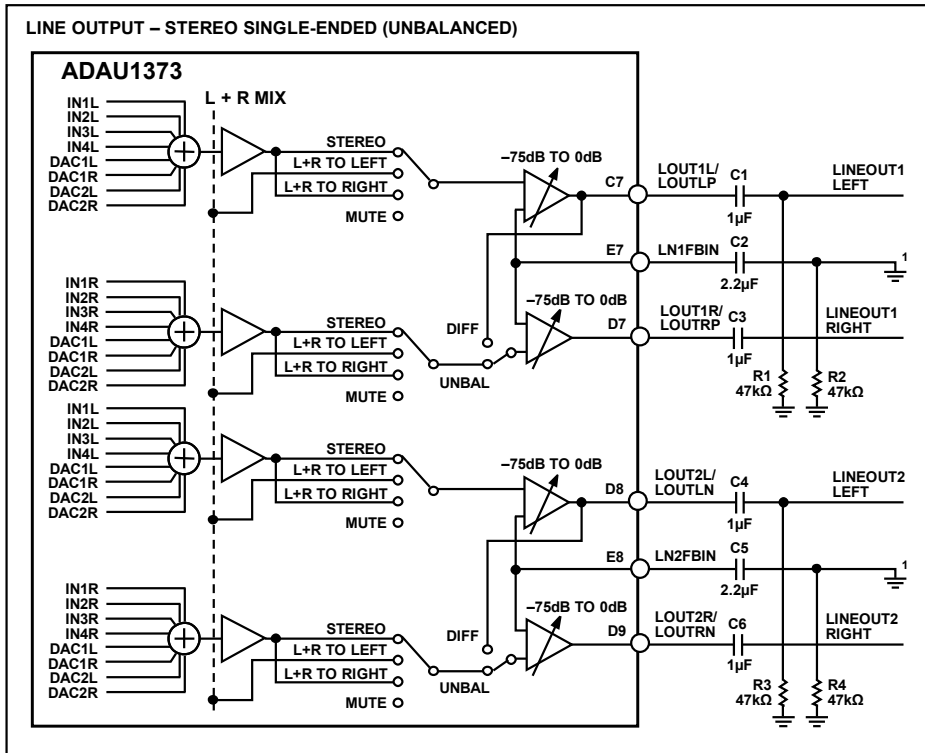 LINE OUTPUT – STEREO SINGLE-ENDED (UNBALANCED)
ADAU1373
L + R MIX
IN1L
IN2L
IN3L
IN4L
DAC1L
DAC1R
DAC2L
DAC2R
STEREO
L+R TO LEFT
L+R TO RIGHT
MUTE
–75dB TO 0dB
C7
LOUT1L/
LOUTLP
C1
1µF
LINEOUT1
LEFT
E7
LN1FBIN
C2
2.2µF
1
IN1R
IN2R
IN3R
IN4R
DAC1L
DAC1R
DAC2L
DAC2R
STEREO
L+R TO LEFT
L+R TO RIGHT
MUTE
DIFF
UNBAL
–75dB TO 0dB
D7
LOUT1R/
LOUTRP
C3
1µF
LINEOUT1
RIGHT
R1
47kΩ
R2
47kΩ
IN1L
IN2L
IN3L
IN4L
DAC1L
DAC1R
DAC2L
DAC2R
STEREO
L+R TO LEFT
L+R TO RIGHT
MUTE
–75dB TO 0dB
D8
LOUT2L/
LOUTLN
C4
1µF
LINEOUT2
LEFT
E8
LN2FBIN
C5
2.2µF
1
IN1R
IN2R
IN3R
IN4R
DAC1L
DAC1R
DAC2L
DAC2R
STEREO
L+R TO LEFT
L+R TO RIGHT
MUTE
DIFF
UNBAL
–75dB TO 0dB
D9
LOUT2R/
LOUTRN
C6
1µF
LINEOUT2
RIGHT
R3
47kΩ
R4
47kΩ